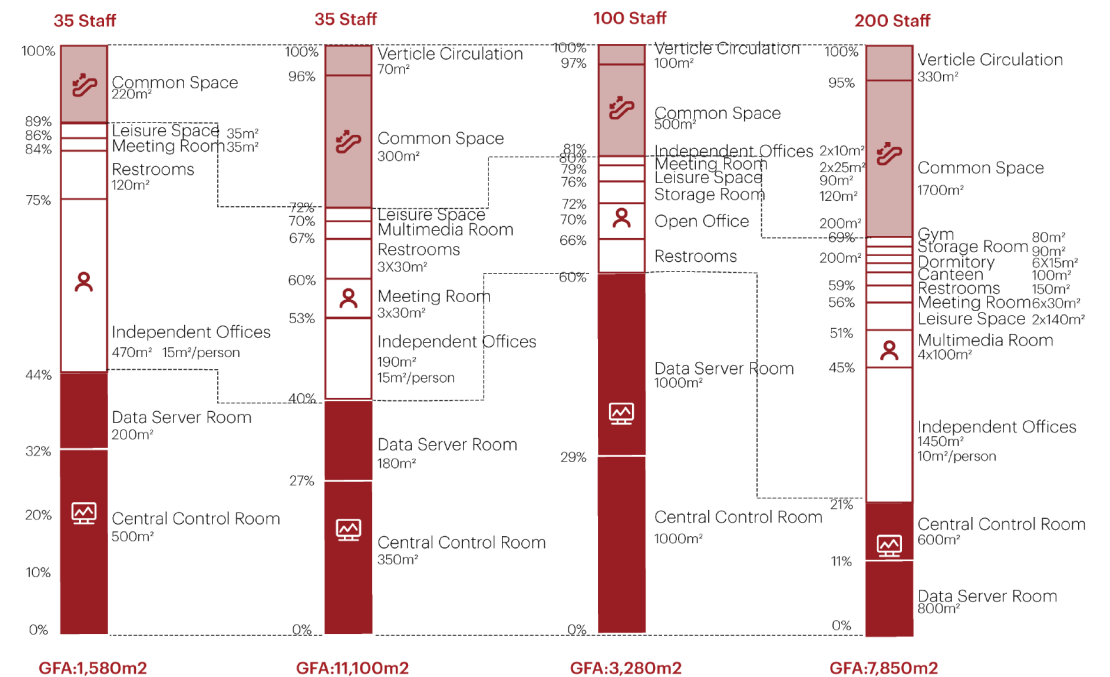 35 Staff
100%
Common Space
220m²
89%
Leisure Space 35m²
86%
Meeting Room 35m²
84%
Restrooms
120m²
75%
Independent Offices
470m² 15m²/person
44%
Data Server Room
200m²
32%
20%
Central Control Room
500m²
10%
0%
GFA:1,580m2
35 Staff
100%
Verticle Circulation
70m²
96%
Common Space
300m²
72%
Leisure Space
70%
Multimedia Room
67%
Restrooms
3X30m²
60%
Meeting Room
3x30m²
53%
Independent Offices
190m²
15m²/person
40%
Data Server Room
180m²
27%
Central Control Room
350m²
0%
GFA:11,100m2
100 Staff
100%
Verticle Circulation
97%
100m²
Common Space
500m²
81%
Independent Offices 2x10m²
80%
Meeting Room 2x25m²
79%
Leisure Space 90m²
76%
Storage Room 120m²
72%
70%
Open Office 200m²
66%
Restrooms 200m²
60%
Data Server Room
1000m²
29%
Central Control Room
1000m²
0%
GFA:3,280m2
200 Staff
100%
Verticle Circulation
330m²
95%
Common Space
1700m²
69%
Gym 80m²
Storage Room 90m²
Dormitory 6X15m²
Canteen 100m²
59%
Restrooms 150m²
56%
Meeting Room 6x30m²
Leisure Space 2x140m²
51%
Multimedia Room
4x100m²
45%
Independent Offices
1450m²
10m²/person
21%
Central Control Room
600m²
11%
Data Server Room
800m²
0%
GFA:7,850m2